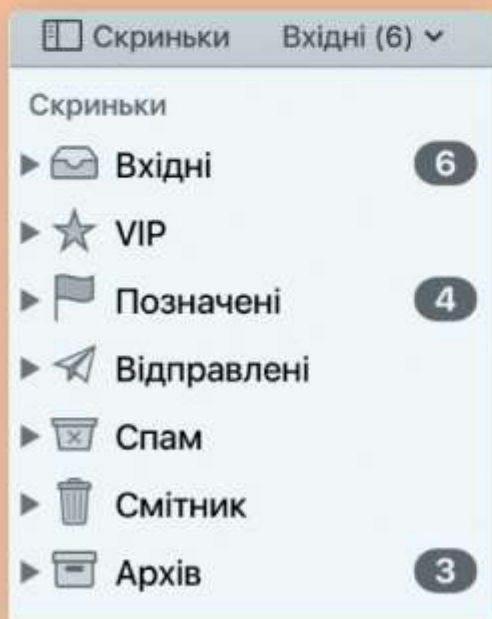 Скриньки Вхідні (6)
Скриньки
Вхідні 6
VIP
Позначені 4
Відправлені
Спам
Смітник
Архів 3